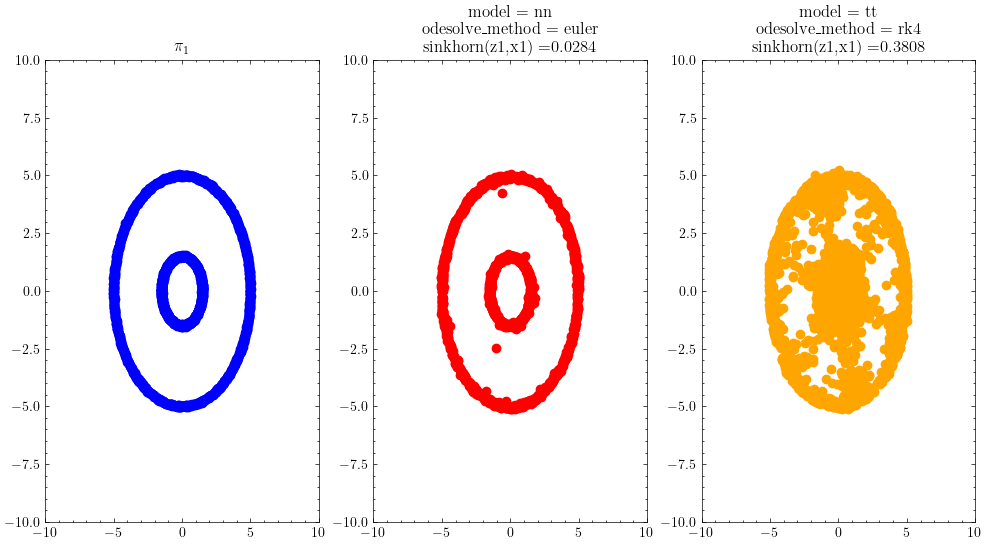 π₁
model = nn
odesolve_method = euler
sinkhorn(z1,x1) =0.0284
model = tt
odesolve_method = rk4
sinkhorn(z1,x1) =0.3808
10.0
7.5
5.0
2.5
0.0
−2.5
−5.0
−7.5
−10.0
−10 −5 0 5 10
10.0
7.5
5.0
2.5
0.0
−2.5
−5.0
−7.5
−10.0
−10 −5 0 5 10
10.0
7.5
5.0
2.5
0.0
−2.5
−5.0
−7.5
−10.0
−10 −5 0 5 10